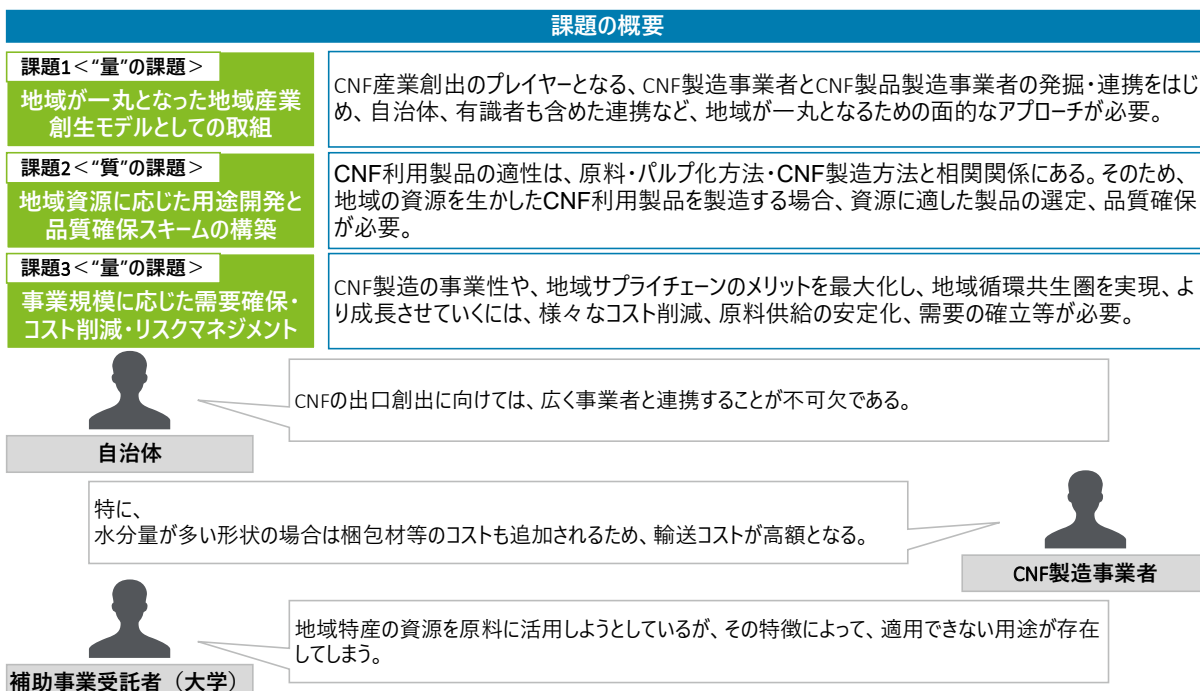 課題の概要
課題1＜“量”の課題＞
地域が一丸となった地域産業
創生モデルとしての取組
CNF産業創出のプレイヤーとなる、CNF製造事業者とCNF製品製造事業者の発掘・連携をはじ
め、自治体、有識者も含めた連携など、地域が一丸となるための面的なアプローチが必要。
課題2＜“質”の課題＞
地域資源に応じた用途開発と
品質確保スキームの構築
CNF利用製品の適性は、原料・パルプ化方法・CNF製造方法と相関関係にある。そのため、
地域の資源を生かしたCNF利用製品を製造する場合、資源に適した製品の選定、品質確保
が必要。
課題3＜“量”の課題＞
事業規模に応じた需要確保・
コスト削減・リスクマネジメント
CNF製造の事業性や、地域サプライチェーンのメリットを最大化し、地域循環共生圏を実現、よ
り成長させていくには、様々なコスト削減、原料供給の安定化、需要の確立等が必要。
CNFの出口創出に向けては、広く事業者と連携することが不可欠である。
自治体
特に、
水分量が多い形状の場合は梱包材等のコストも追加されるため、輸送コストが高額となる。
CNF製造事業者
地域特産の資源を原料に活用しようとしているが、その特徴によって、適用できない用途が存在
してしまう。
補助事業受託者（大学）